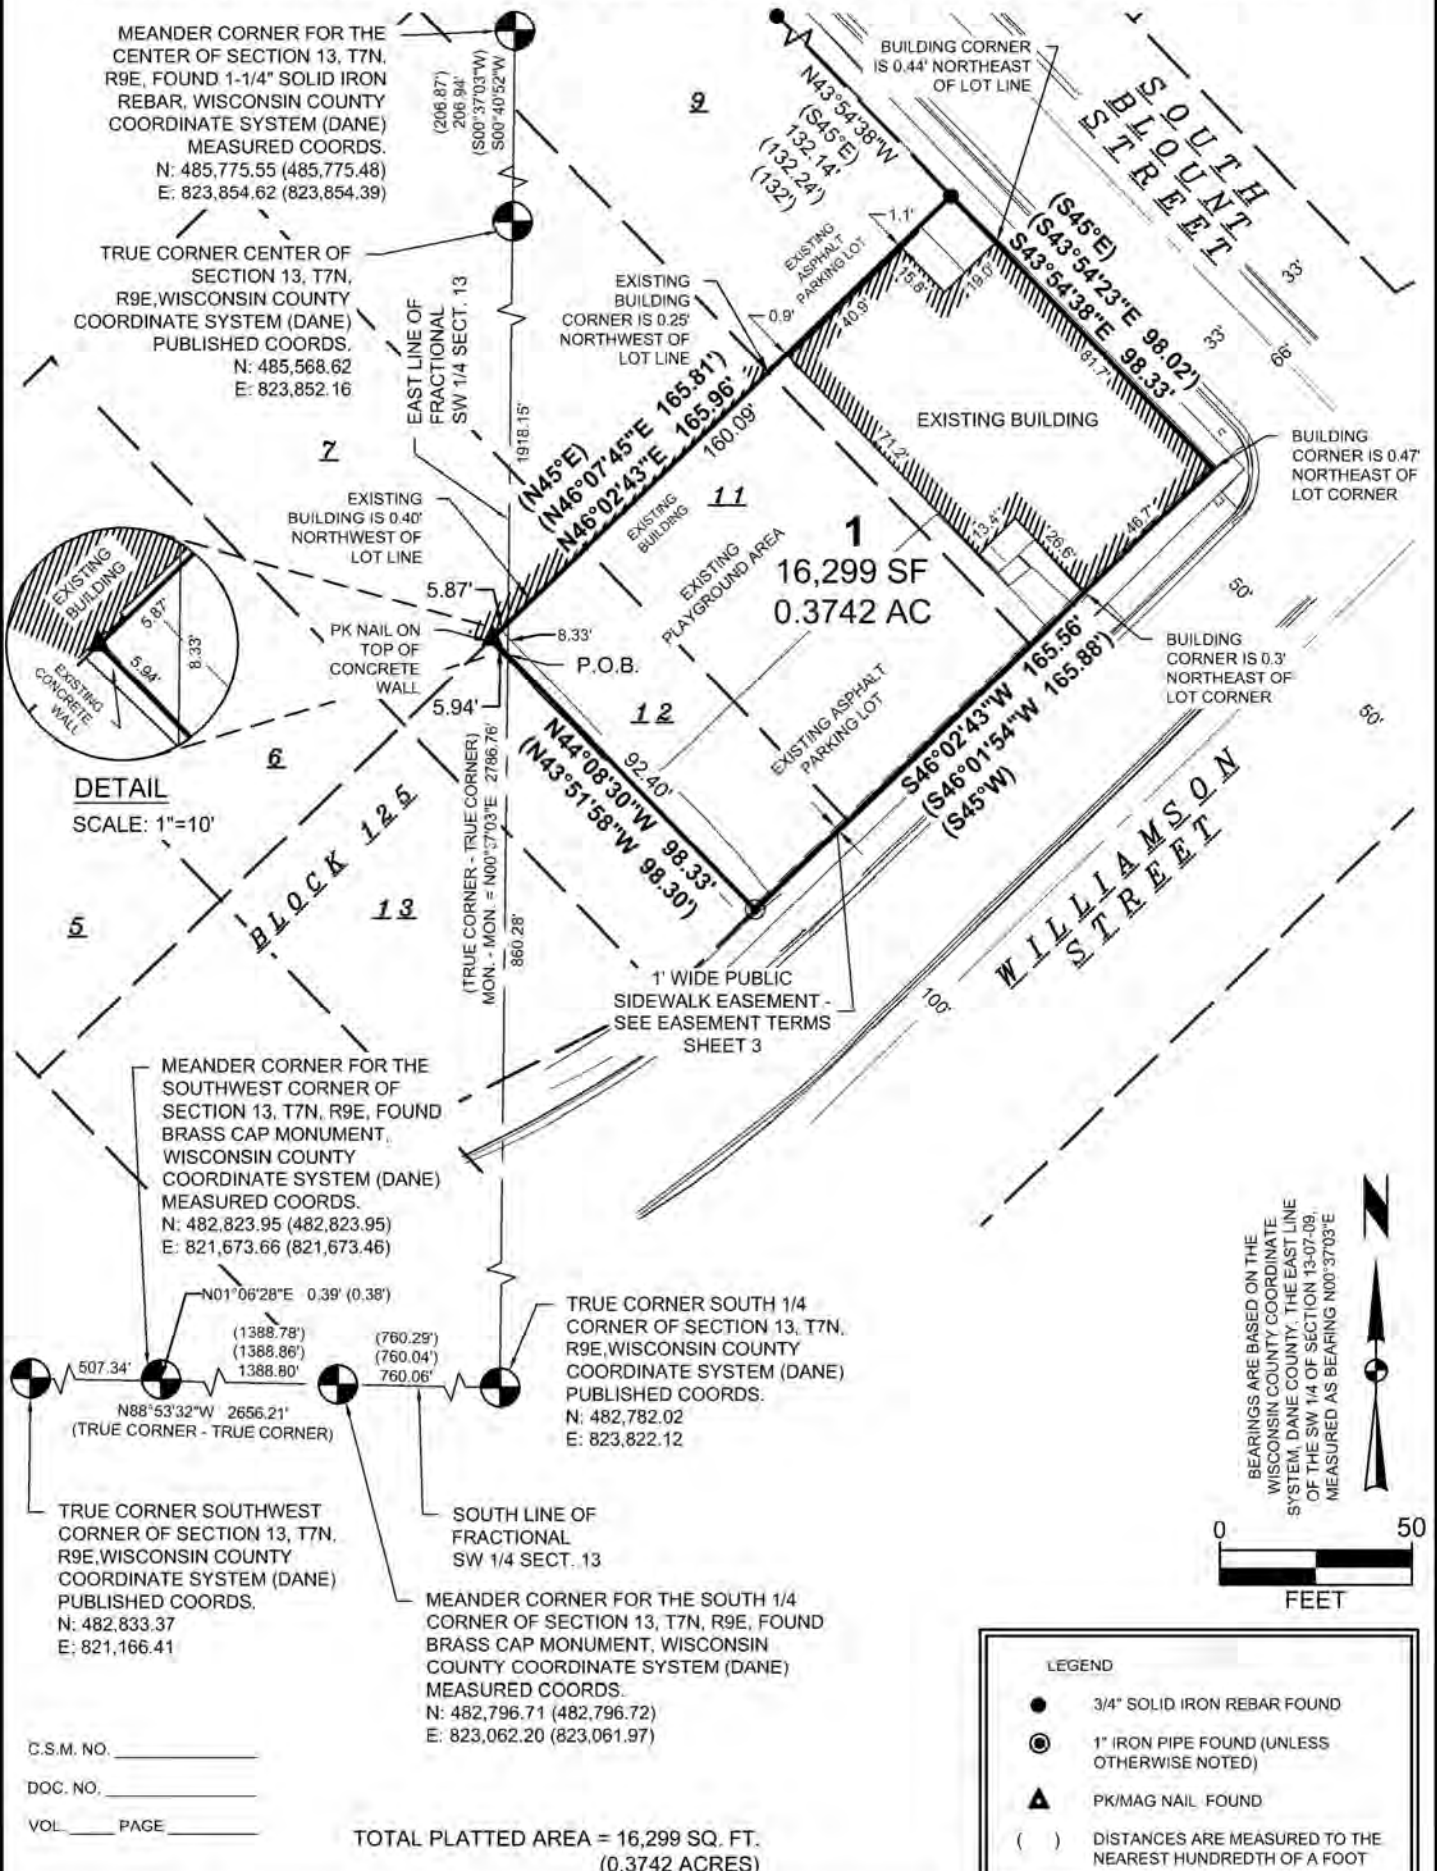 MEANDER CORNER FOR THE
CENTER OF SECTION 13, T7N,
R9E, FOUND 1-1/4" SOLID IRON
REBAR, WISCONSIN COUNTY
COORDINATE SYSTEM (DANE)
MEASURED COORDS.
N: 485,775.55 (485,775.48)
E: 823,854.62 (823,854.39)
(206.87')
206.94'
(S00°37'03"W)
S00°40'52"W
9
N43°54'38"W
(S45°E)
132.14'
(132.24')
(132')
BUILDING CORNER
IS 0.44' NORTHEAST
OF LOT LINE
SOUTH
BLOUNT
STREET
33'
33'
66'
TRUE CORNER CENTER OF
SECTION 13, T7N,
R9E,WISCONSIN COUNTY
COORDINATE SYSTEM (DANE)
PUBLISHED COORDS.
N: 485,568.62
E: 823,852.16
EAST LINE OF
FRACTIONAL
SW 1/4 SECT. 13
1918.15'
EXISTING
BUILDING
CORNER IS 0.25'
NORTHWEST OF
LOT LINE
EXISTING
ASPHALT
PARKING LOT
1.1'
0.9'
40.9'
15.8'
19.0'
81.7'
(S45°E)
(S43°54'23"E 98.02')
S43°54'38"E 98.33'
EXISTING BUILDING
71.2'
13.4'
26.6'
46.7'
BUILDING
CORNER IS 0.47'
NORTHEAST OF
LOT CORNER
7
(N45°E)
(N46°07'45"E 165.81')
N46°02'43"E 165.96'
160.09'
11
EXISTING
BUILDING IS 0.40'
NORTHWEST OF
LOT LINE
EXISTING
BUILDING
EXISTING
PLAYGROUND AREA
1
16,299 SF
0.3742 AC
EXISTING
BUILDING
5.87'
5.94'
8.33'
EXISTING
CONCRETE
WALL
DETAIL
SCALE: 1"=10'
5.87'
PK NAIL ON
TOP OF
CONCRETE
WALL
8.33'
P.O.B.
5.94'
12
92.40'
N44°08'30"W 98.33'
(N43°51'58"W 98.30')
EXISTING ASPHALT
PARKING LOT
S46°02'43"W 165.56'
(S46°01'54"W 165.88')
(S45°W)
BUILDING
CORNER IS 0.3'
NORTHEAST OF
LOT CORNER
50'
50'
100'
WILLIAMSON
STREET
6
BLOCK 125
5
13
(TRUE CORNER - TRUE CORNER)
MON. - MON. = N00°37'03"E 2786.76'
860.28'
1' WIDE PUBLIC
SIDEWALK EASEMENT -
SEE EASEMENT TERMS
SHEET 3
MEANDER CORNER FOR THE
SOUTHWEST CORNER OF
SECTION 13, T7N, R9E, FOUND
BRASS CAP MONUMENT,
WISCONSIN COUNTY
COORDINATE SYSTEM (DANE)
MEASURED COORDS.
N: 482,823.95 (482,823.95)
E: 821,673.66 (821,673.46)
N01°06'28"E 0.39' (0.38')
507.34'
(1388.78')
(1388.86')
1388.80'
(760.29')
(760.04')
760.06'
N88°53'32"W 2656.21'
(TRUE CORNER - TRUE CORNER)
TRUE CORNER SOUTH 1/4
CORNER OF SECTION 13, T7N,
R9E,WISCONSIN COUNTY
COORDINATE SYSTEM (DANE)
PUBLISHED COORDS.
N: 482,782.02
E: 823,822.12
TRUE CORNER SOUTHWEST
CORNER OF SECTION 13, T7N,
R9E,WISCONSIN COUNTY
COORDINATE SYSTEM (DANE)
PUBLISHED COORDS.
N: 482,833.37
E: 821,166.41
SOUTH LINE OF
FRACTIONAL
SW 1/4 SECT. 13
MEANDER CORNER FOR THE SOUTH 1/4
CORNER OF SECTION 13, T7N, R9E, FOUND
BRASS CAP MONUMENT, WISCONSIN
COUNTY COORDINATE SYSTEM (DANE)
MEASURED COORDS.
N: 482,796.71 (482,796.72)
E: 823,062.20 (823,061.97)
BEARINGS ARE BASED ON THE
WISCONSIN COUNTY COORDINATE
SYSTEM, DANE COUNTY. THE EAST LINE
OF THE SW 1/4 OF SECTION 13-07-09,
MEASURED AS BEARING N00°37'03"E
N
0 50
FEET
LEGEND
3/4" SOLID IRON REBAR FOUND
1" IRON PIPE FOUND (UNLESS
OTHERWISE NOTED)
PK/MAG NAIL FOUND
( ) DISTANCES ARE MEASURED TO THE
NEAREST HUNDREDTH OF A FOOT
C.S.M. NO.
DOC. NO.
VOL. PAGE
TOTAL PLATTED AREA = 16,299 SQ. FT.
(0.3742 ACRES)